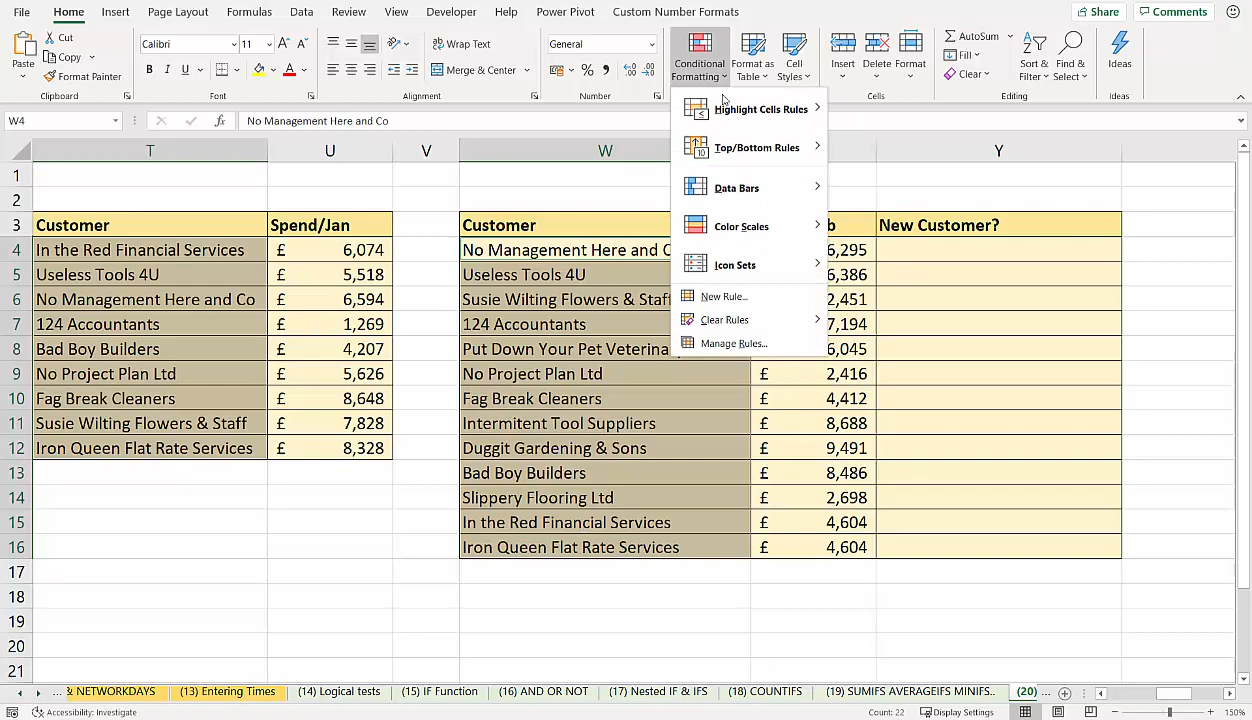 File Home Insert Page Layout Formulas Data Review View Developer Help Power Pivot Custom Number Formats Share Comments
Cut
Copy
Format Painter
Paste
Clipboard
Calibri 11
B I U
Font
Wrap Text
Merge & Center
Alignment
General
Number
Conditional Formatting
Format as Table
Cell Styles
Insert Delete Format
Cells
AutoSum
Fill
Clear
Sort & Filter
Find & Select
Editing
Ideas
Ideas
W4 fx No Management Here and Co
Highlight Cells Rules
Top/Bottom Rules
Data Bars
Color Scales
Icon Sets
New Rule...
Clear Rules
Manage Rules...
T U V W Y
1
2
3 Customer Spend/Jan Customer b New Customer?
4 In the Red Financial Services £ 6,074 No Management Here and C 6,295
5 Useless Tools 4U £ 5,518 Useless Tools 4U 6,386
6 No Management Here and Co £ 6,594 Susie Wilting Flowers & Staf 2,451
7 124 Accountants £ 1,269 124 Accountants 7,194
8 Bad Boy Builders £ 4,207 Put Down Your Pet Veterina 6,045
9 No Project Plan Ltd £ 5,626 No Project Plan Ltd £ 2,416
10 Fag Break Cleaners £ 8,648 Fag Break Cleaners £ 4,412
11 Susie Wilting Flowers & Staff £ 7,828 Intermitent Tool Suppliers £ 8,688
12 Iron Queen Flat Rate Services £ 8,328 Duggit Gardening & Sons £ 9,491
13 Bad Boy Builders £ 8,486
14 Slippery Flooring Ltd £ 2,698
15 In the Red Financial Services £ 4,604
16 Iron Queen Flat Rate Services £ 4,604
17
18
19
20
21
... & NETWORKDAYS (13) Entering Times (14) Logical tests (15) IF Function (16) AND OR NOT (17) Nested IF & IFS (18) COUNTIFS (19) SUMIFS AVERAGEIFS MINIFS.. (20) ...
Accessibility: Investigate Count: 22 Display Settings 150%